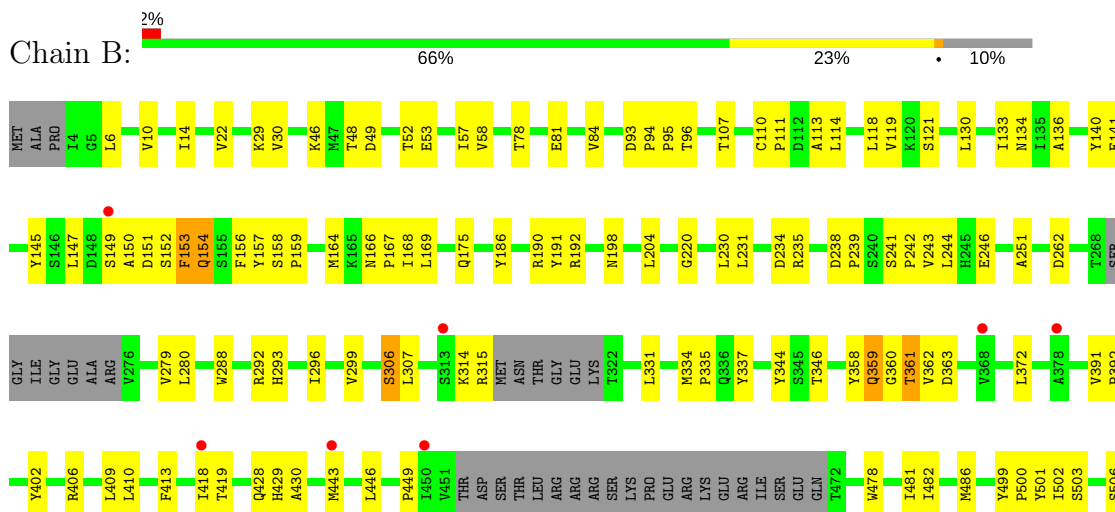 2%
Chain B:
66% 23% • 10%
MET ALA PRO I4 G5 L6 V10 I14 V22 K29 V30 K46 M47 T48 D49 T52 E53 I57 V58 T78 E81 V84 D93 P94 P95 T96 T107 C110 P111 D112 A113 L114 L118 V119 K120 S121 L130 I133 N134 I135 A136 Y140 E141
Y145 S146 L147 D148 S149 A150 D151 S152 F153 Q154 S155 F156 Y157 S158 P159 M164 K165 N166 P167 I168 L169 Q175 Y186 R190 Y191 R192 N198 L204 G220 L230 L231 D234 R235 D238 P239 S240 S241 P242 V243 L244 H245 E246 A251 D262 T268 SER
GLY ILE GLY GLU ALA ARG V276 V279 L280 W288 R292 H293 I296 V299 S306 L307 S313 K314 R315 MET ASN THR GLY GLU LYS T322 L331 M334 P335 Q336 Y337 Y344 S345 T346 Y358 Q359 G360 T361 V362 D363 V368 L372 A378 V391
Y402 R406 L409 L410 F413 I418 T419 Q428 H429 A430 M443 L446 P449 I450 V451 THR ASP SER THR LEU ARG ARG ARG SER LYS PRO GLU ARG LYS GLU ARG ILE SER GLU GLN T472 W478 I481 I482 M486 Y499 P500 Y501 I502 S503 S506